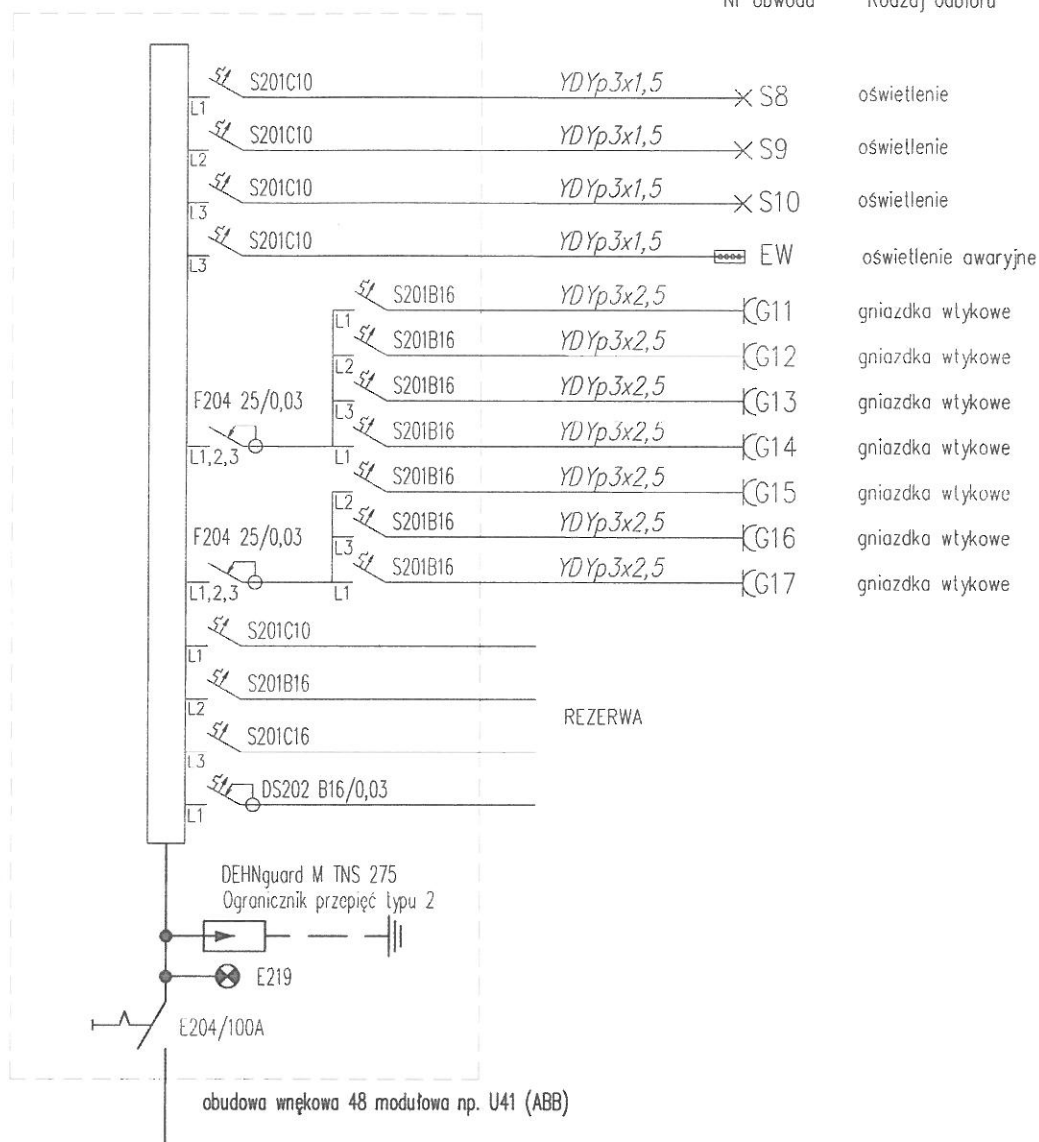 Nr obwodu Rodzaj odbioru
S201C10 YDYp3x1,5 S8 oświetlenie
L1
S201C10 YDYp3x1,5 S9 oświetlenie
L2
S201C10 YDYp3x1,5 S10 oświetlenie
L3
S201C10 YDYp3x1,5 EW oświetlenie awaryjne
L3
S201B16 YDYp3x2,5 G11 gniazdka wtykowe
L1
S201B16 YDYp3x2,5 G12 gniazdka wtykowe
L2
S201B16 YDYp3x2,5 G13 gniazdka wtykowe
F204 25/0,03
L3
S201B16 YDYp3x2,5 G14 gniazdka wtykowe
L1,2,3 L1
S201B16 YDYp3x2,5 G15 gniazdka wtykowe
L2
S201B16 YDYp3x2,5 G16 gniazdka wtykowe
F204 25/0,03
L3
S201B16 YDYp3x2,5 G17 gniazdka wtykowe
L1,2,3 L1
S201C10
L1
S201B16
L2
REZERWA
S201C16
L3
DS202 B16/0,03
L1
DEHNguard M TNS 275
Ogranicznik przepięć typu 2
E219
E204/100A
obudowa wnękowa 48 modułowa np. U41 (ABB)